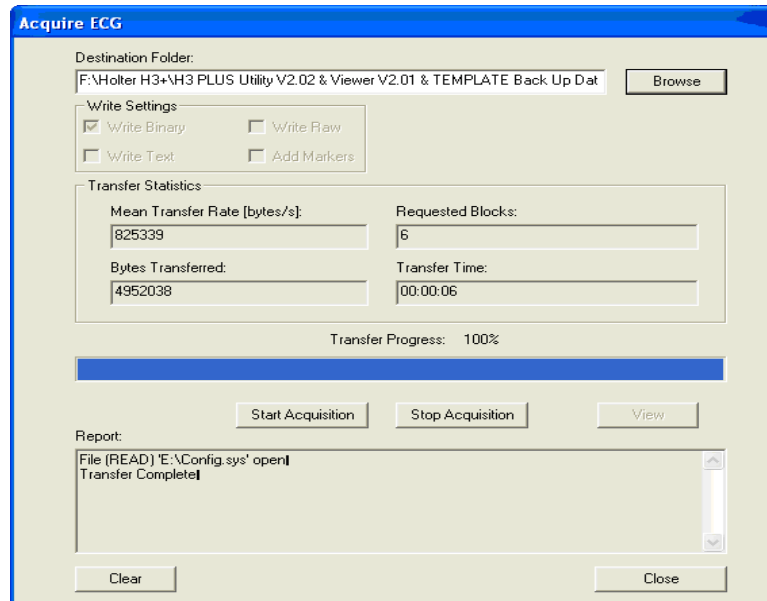 Acquire ECG
Destination Folder:
F:\Holter H3+\H3 PLUS Utility V2.02 & Viewer V2.01 & TEMPLATE Back Up Dat
Browse
Write Settings
Write Binary
Write Raw
Write Text
Add Markers
Transfer Statistics
Mean Transfer Rate [bytes/s]:
Requested Blocks:
825339
6
Bytes Transferred:
Transfer Time:
4952038
00:00:06
Transfer Progress: 100%
Start Acquisition
Stop Acquisition
View
Report:
File (READ) 'E:\Config.sys' open
Transfer Complete
Clear
Close